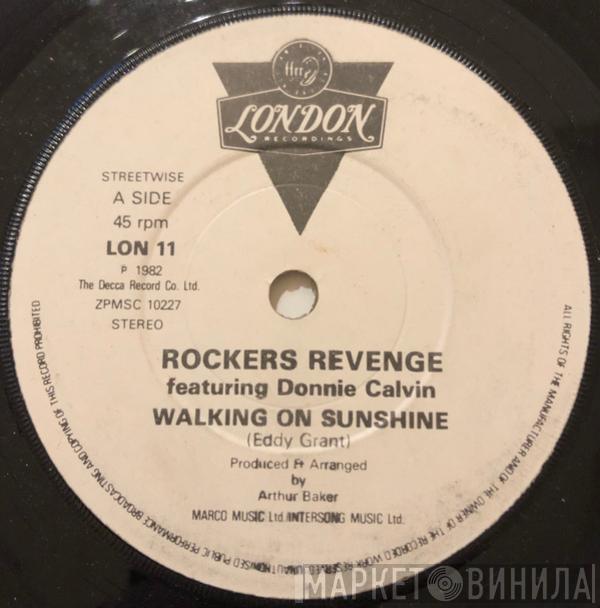 ffrr
LONDON
RECORDINGS
STREETWISE
A SIDE
45 rpm
LON 11
P 1982
The Decca Record Co. Ltd.
ZPMSC 10227
STEREO
ROCKERS REVENGE
featuring Donnie Calvin
WALKING ON SUNSHINE
(Eddy Grant)
Produced & Arranged
by
Arthur Baker
MARCO MUSIC Ltd./INTERSONG MUSIC Ltd.
ALL RIGHTS OF THE MANUFACTURER AND OF THE OWNER OF THE RECORDED WORK RESERVED UNAUTHORISED PUBLIC PERFORMANCE BROADCASTING AND COPYING OF THIS RECORD PROHIBITED
МАРКЕТ ВИНИЛА